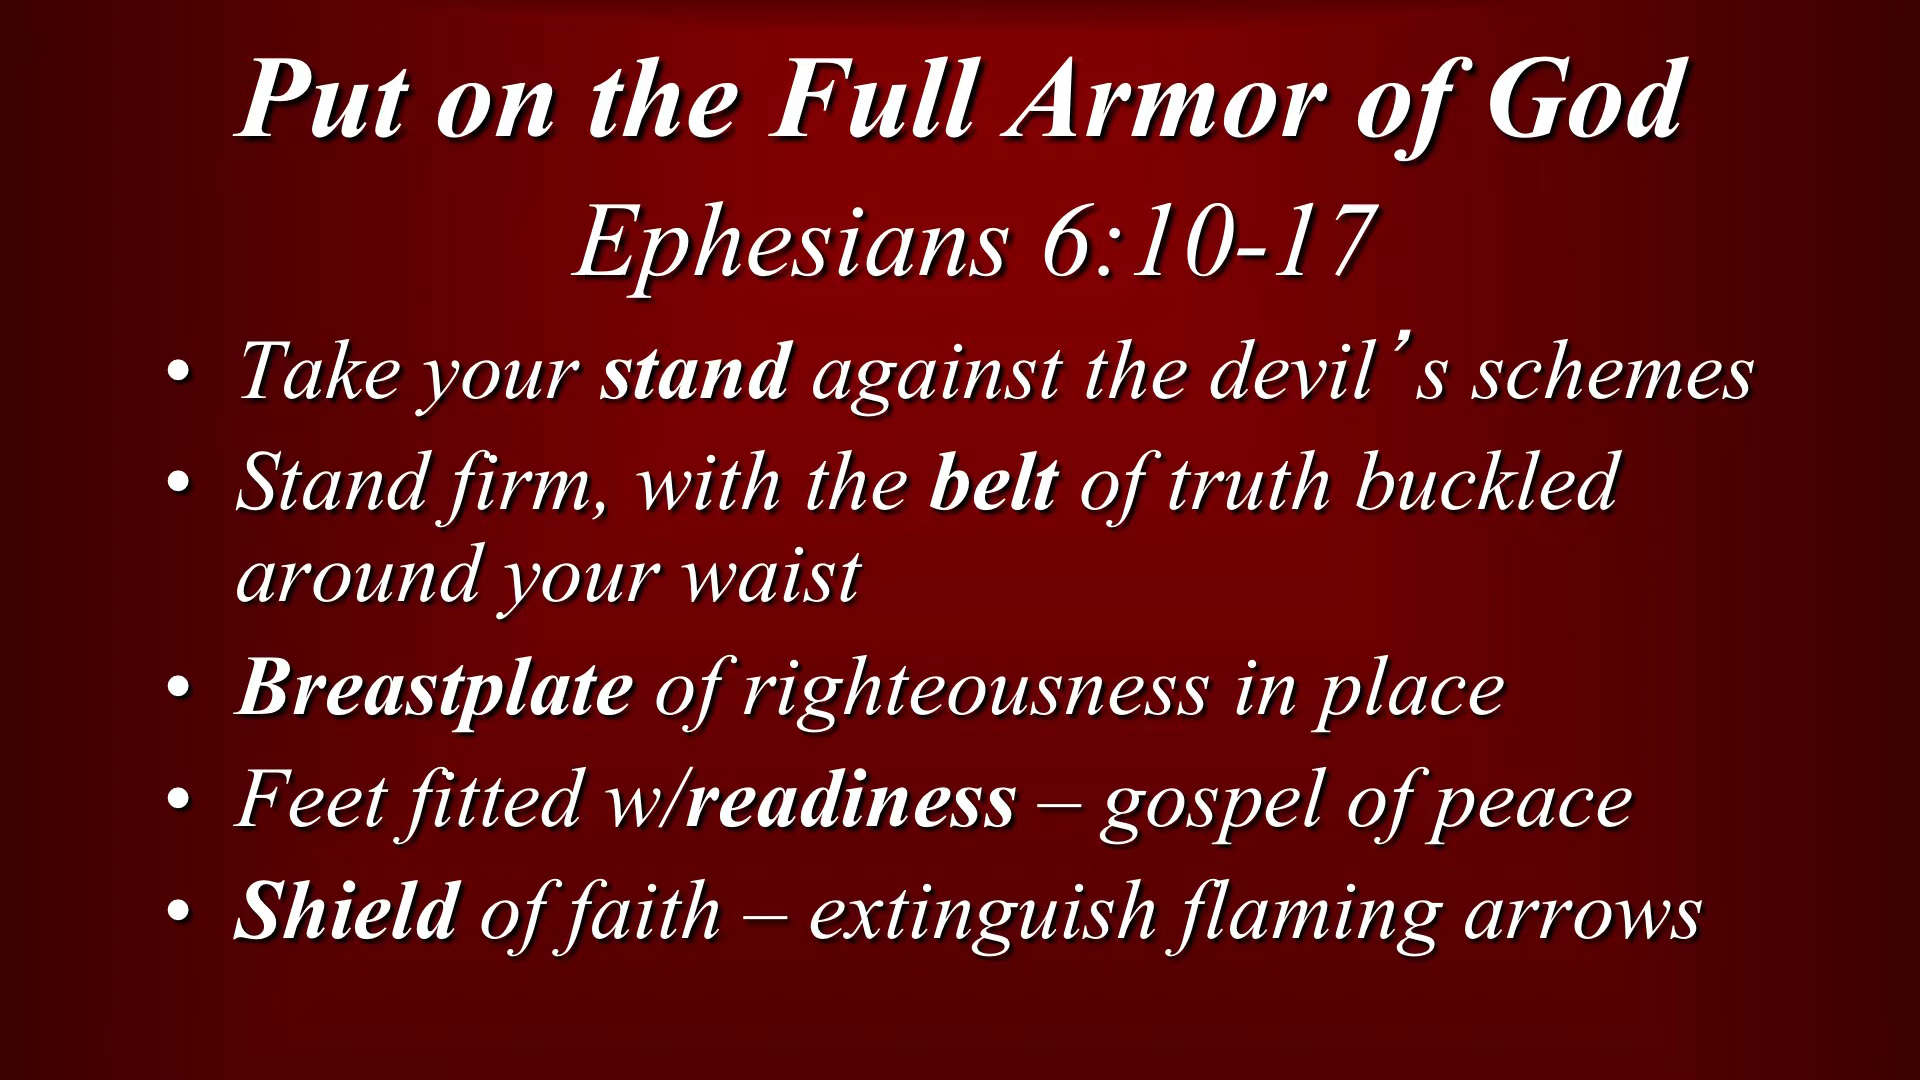 Put on the Full Armor of God
Ephesians 6:10-17
• Take your stand against the devil’s schemes
• Stand firm, with the belt of truth buckled
around your waist
• Breastplate of righteousness in place
• Feet fitted w/readiness – gospel of peace
• Shield of faith – extinguish flaming arrows